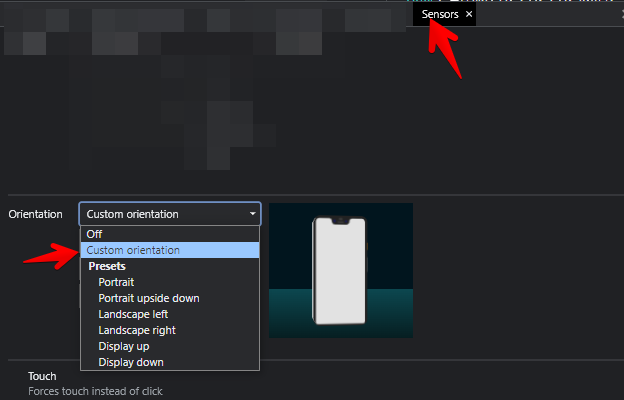 Sensors ×
Orientation
Custom orientation
Off
Custom orientation
Presets
Portrait
Portrait upside down
Landscape left
Landscape right
Display up
Display down
Touch
Forces touch instead of click